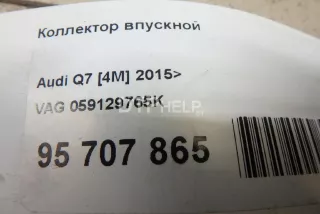 Коллектор впускной
Audi Q7 [4M] 2015>
VAG 059129765K
95 707 865